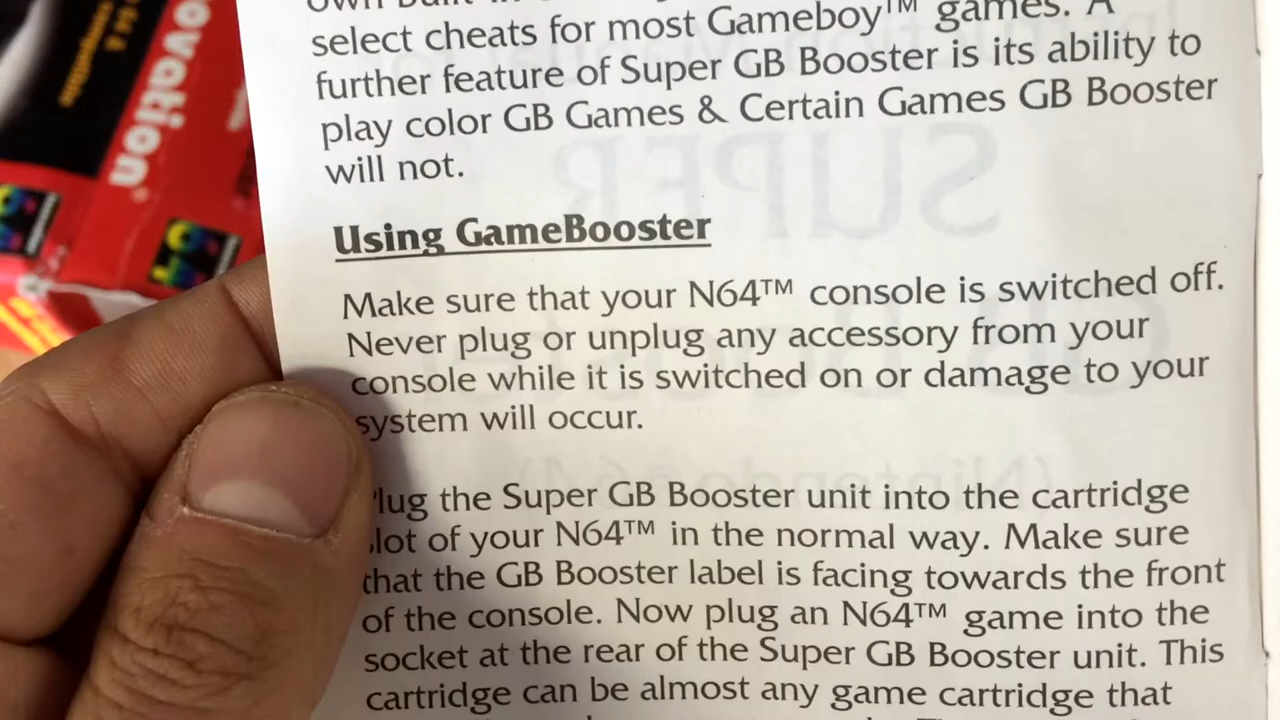 select cheats for most Gameboy™ games. A
further feature of Super GB Booster is its ability to
play color GB Games & Certain Games GB Booster
will not.
Using GameBooster
Make sure that your N64™ console is switched off.
Never plug or unplug any accessory from your
console while it is switched on or damage to your
system will occur.
lug the Super GB Booster unit into the cartridge
lot of your N64™ in the normal way. Make sure
that the GB Booster label is facing towards the front
of the console. Now plug an N64™ game into the
socket at the rear of the Super GB Booster unit. This
cartridge can be almost any game cartridge that
ovation
SUPER